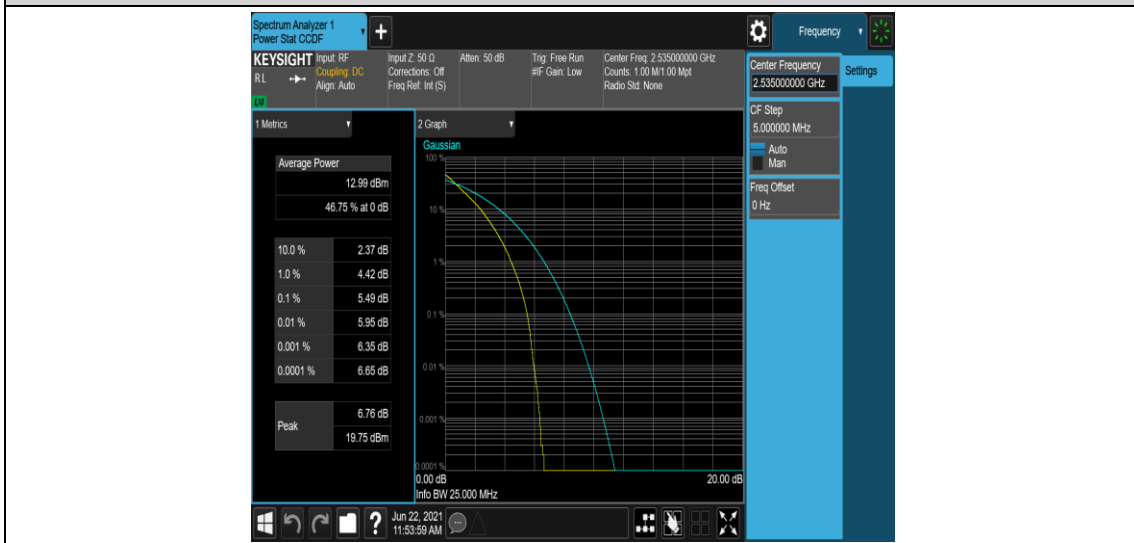 Spectrum Analyzer 1
Power Stat CCDF
Frequency
KEYSIGHT
RL
LXI
Input: RF
Coupling: DC
Align: Auto
Input Z: 50 Ω
Corrections: Off
Freq Ref: Int (S)
Atten: 50 dB
Trig: Free Run
#IF Gain: Low
Center Freq: 2.535000000 GHz
Counts: 1.00 M/1.00 Mpt
Radio Std: None
Center Frequency
2.535000000 GHz
Settings
CF Step
5.000000 MHz
Auto
Man
Freq Offset
0 Hz
1 Metrics
Average Power
12.99 dBm
46.75 % at 0 dB
10.0 % 2.37 dB
1.0 % 4.42 dB
0.1 % 5.49 dB
0.01 % 5.95 dB
0.001 % 6.35 dB
0.0001 % 6.65 dB
Peak
6.76 dB
19.75 dBm
2 Graph
Gaussian
100 %
10 %
1 %
0.1 %
0.01 %
0.001 %
0.0001 %
0.00 dB 20.00 dB
Info BW 25.000 MHz
?
Jun 22, 2021
11:53:59 AM